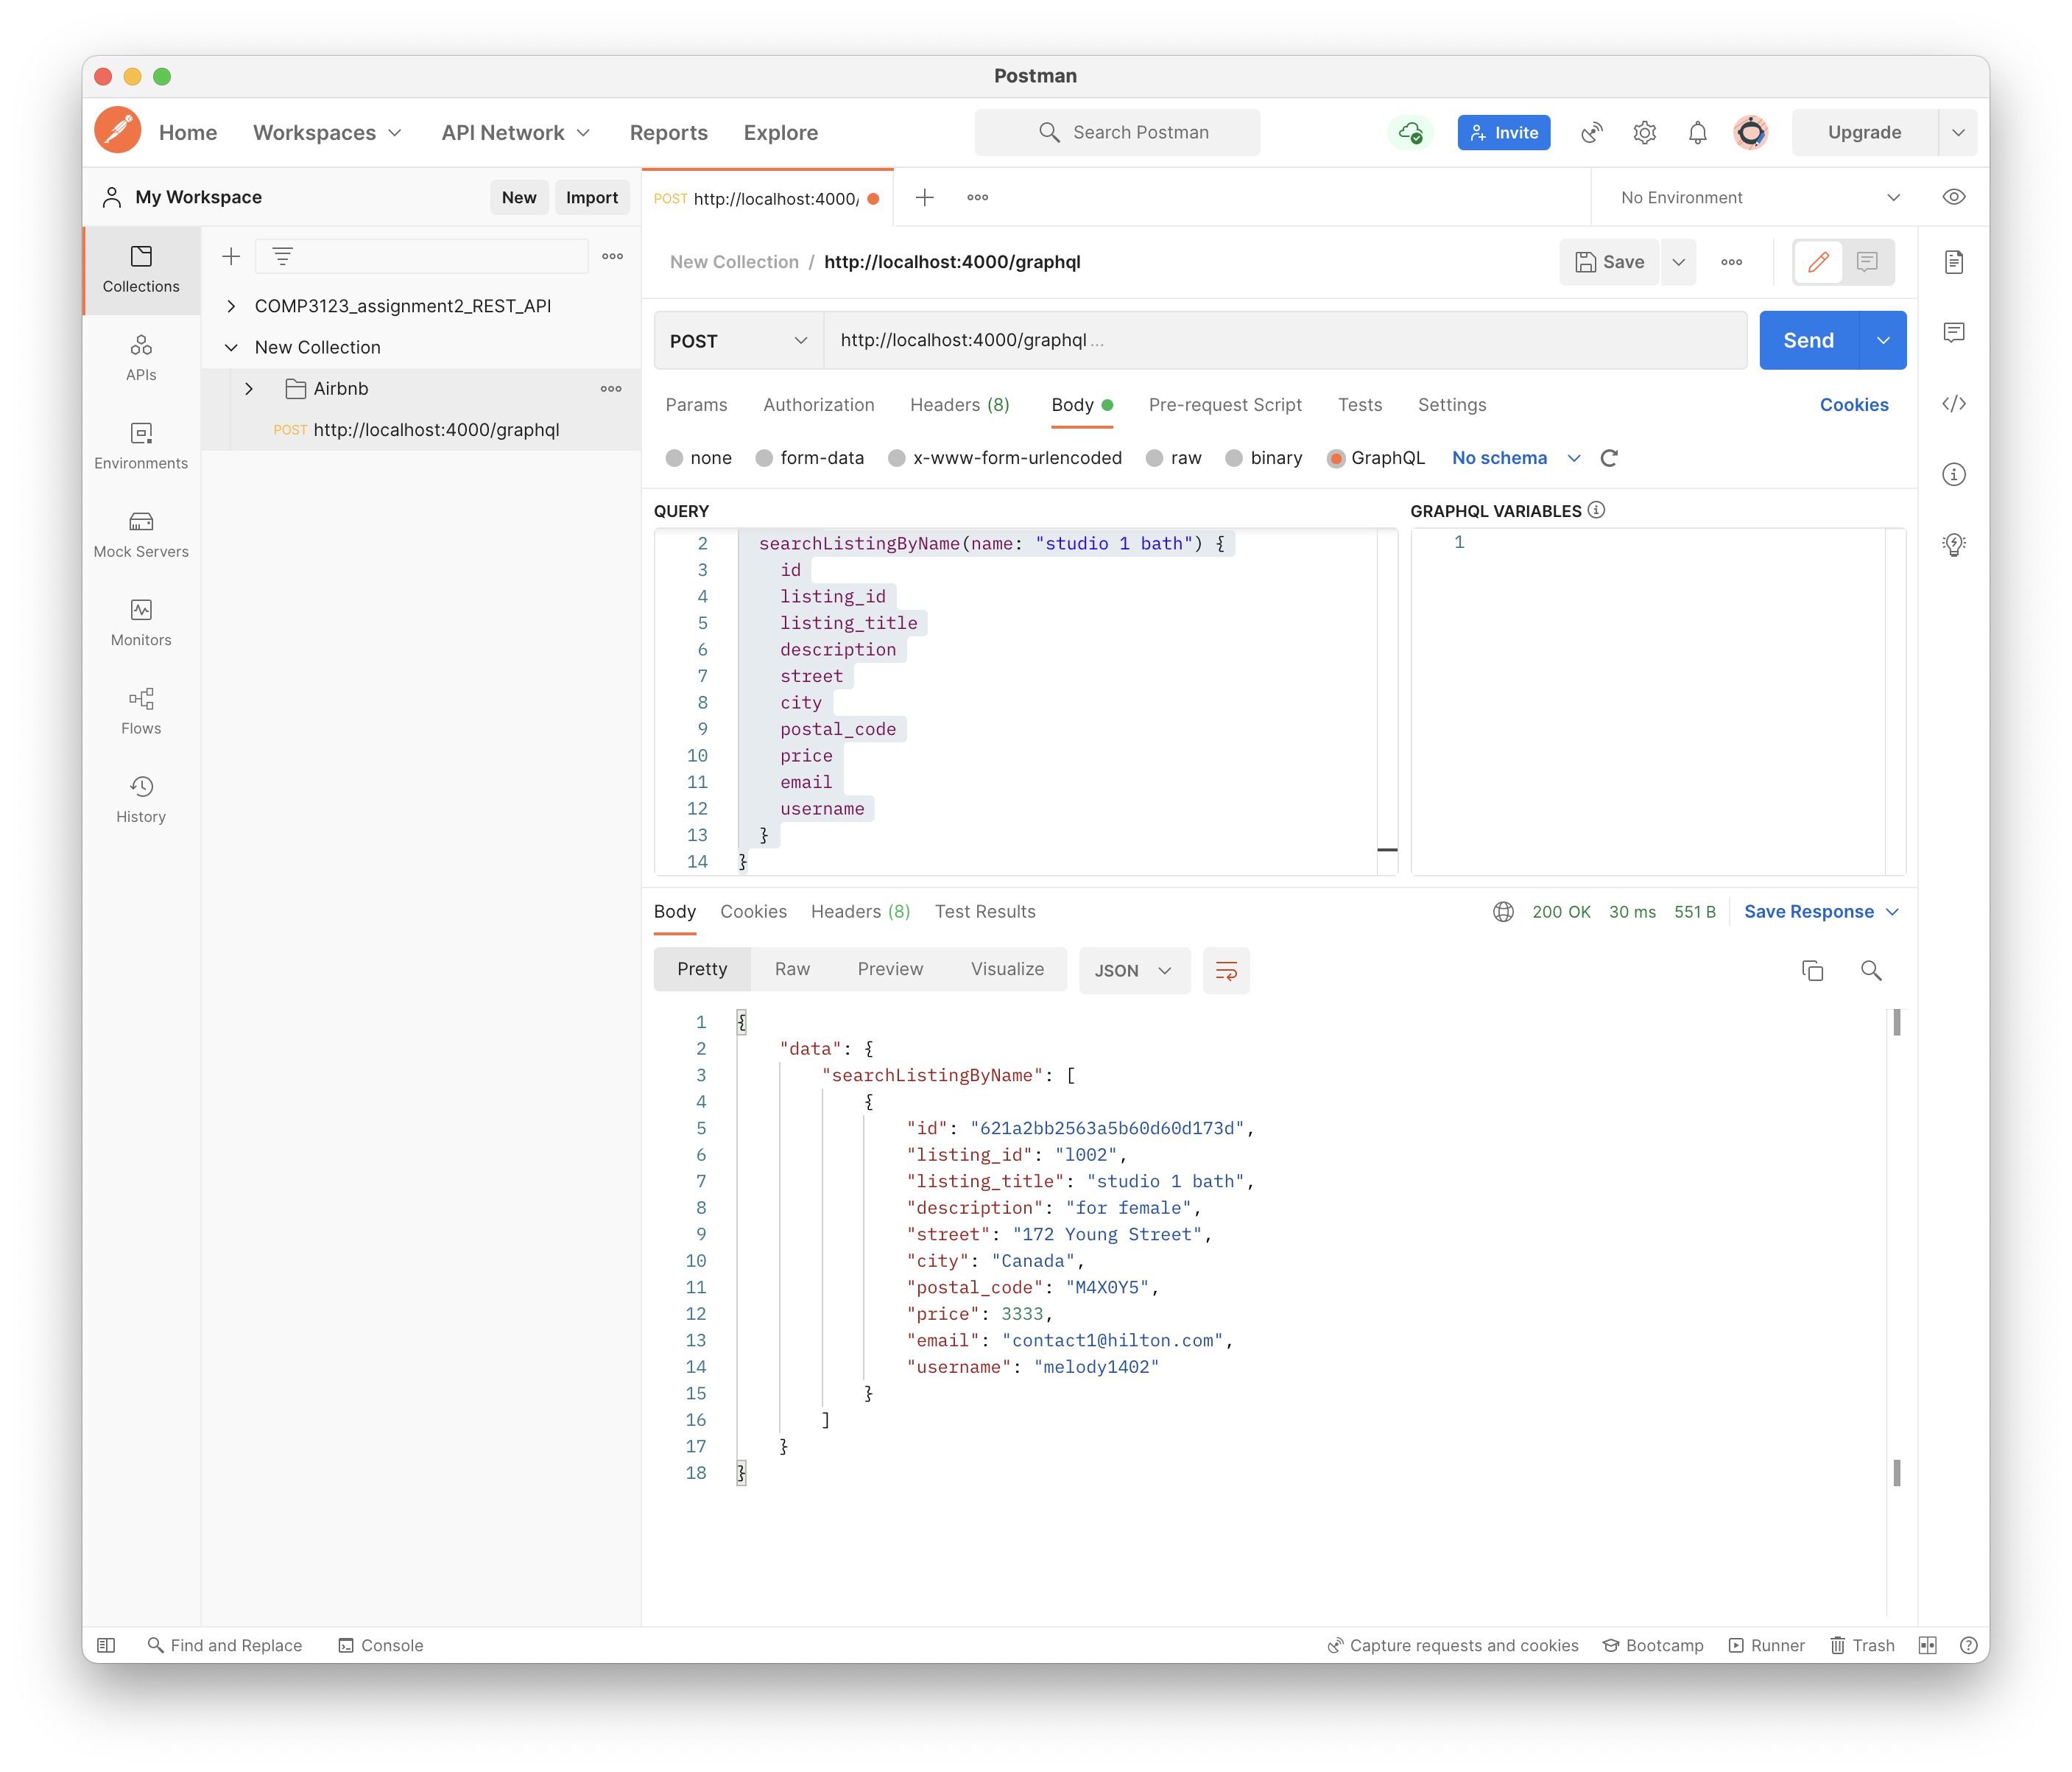 Postman
Home Workspaces API Network Reports Explore Search Postman Invite Upgrade
My Workspace New Import
POST http://localhost:4000/ No Environment
New Collection / http://localhost:4000/graphql Save
Collections
APIs
Environments
Mock Servers
Monitors
Flows
History
COMP3123_assignment2_REST_API
New Collection
Airbnb
POST http://localhost:4000/graphql
POST http://localhost:4000/graphql ... Send
Params Authorization Headers (8) Body Pre-request Script Tests Settings Cookies
none form-data x-www-form-urlencoded raw binary GraphQL No schema
QUERY
2 searchListingByName(name: "studio 1 bath") {
3 id
4 listing_id
5 listing_title
6 description
7 street
8 city
9 postal_code
10 price
11 email
12 username
13 }
14 }
GRAPHQL VARIABLES
1
Body Cookies Headers (8) Test Results 200 OK 30 ms 551 B Save Response
Pretty Raw Preview Visualize JSON
1 {
2 "data": {
3 "searchListingByName": [
4 {
5 "id": "621a2bb2563a5b60d60d173d",
6 "listing_id": "l002",
7 "listing_title": "studio 1 bath",
8 "description": "for female",
9 "street": "172 Young Street",
10 "city": "Canada",
11 "postal_code": "M4X0Y5",
12 "price": 3333,
13 "email": "contact1@hilton.com",
14 "username": "melody1402"
15 }
16 ]
17 }
18 }
Find and Replace Console Capture requests and cookies Bootcamp Runner Trash